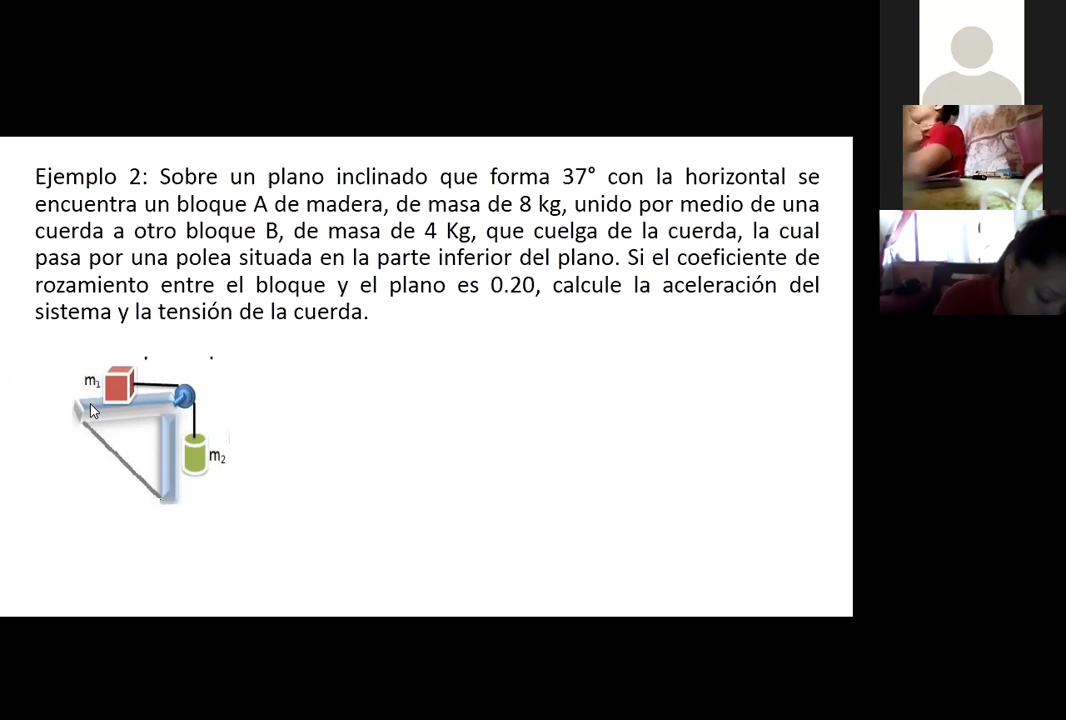 Ejemplo 2: Sobre un plano inclinado que forma 37° con la horizontal se
encuentra un bloque A de madera, de masa de 8 kg, unido por medio de una
cuerda a otro bloque B, de masa de 4 Kg, que cuelga de la cuerda, la cual
pasa por una polea situada en la parte inferior del plano. Si el coeficiente de
rozamiento entre el bloque y el plano es 0.20, calcule la aceleración del
sistema y la tensión de la cuerda.
m₁
m₂